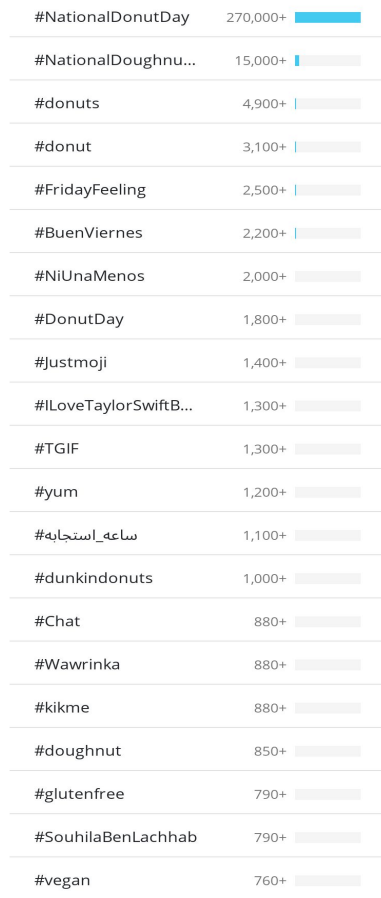 #NationalDonutDay 270,000+
#NationalDoughnu... 15,000+
#donuts 4,900+
#donut 3,100+
#FridayFeeling 2,500+
#BuenViernes 2,200+
#NiUnaMenos 2,000+
#DonutDay 1,800+
#Justmoji 1,400+
#ILoveTaylorSwiftB... 1,300+
#TGIF 1,300+
#yum 1,200+
#ساعه_استجابه 1,100+
#dunkindonuts 1,000+
#Chat 880+
#Wawrinka 880+
#kikme 880+
#doughnut 850+
#glutenfree 790+
#SouhilaBenLachhab 790+
#vegan 760+